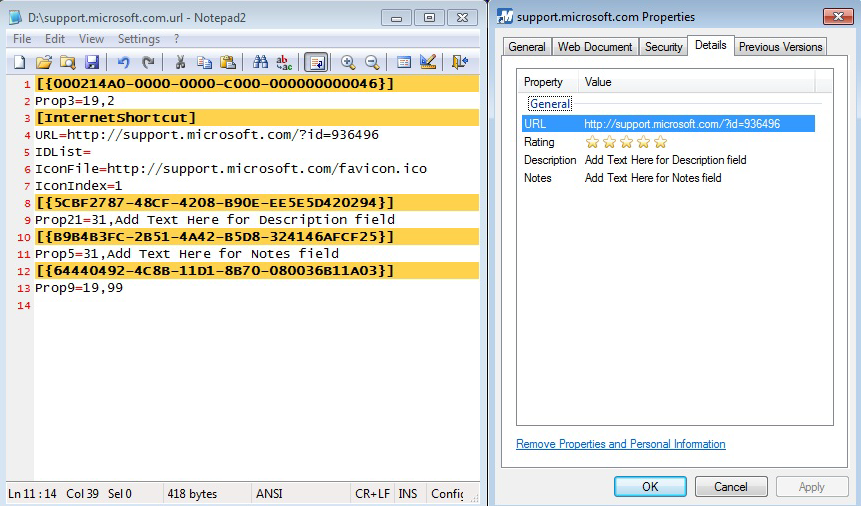 D:\support.microsoft.com.url - Notepad2
File Edit View Settings ?
1 [{000214A0-0000-0000-C000-000000000046}]
2 Prop3=19,2
3 [InternetShortcut]
4 URL=http://support.microsoft.com/?id=936496
5 IDList=
6 IconFile=http://support.microsoft.com/favicon.ico
7 IconIndex=1
8 [{5CBF2787-48CF-4208-B90E-EE5E5D420294}]
9 Prop21=31,Add Text Here for Description field
10 [{B9B4B3FC-2B51-4A42-B5D8-324146AFCF25}]
11 Prop5=31,Add Text Here for Notes field
12 [{64440492-4C8B-11D1-8B70-080036B11A03}]
13 Prop9=19,99
14
Ln 11 : 14 Col 39 Sel 0 418 bytes ANSI CR+LF INS Config
support.microsoft.com Properties
General Web Document Security Details Previous Versions
Property Value
General
URL http://support.microsoft.com/?id=936496
Rating
Description Add Text Here for Description field
Notes Add Text Here for Notes field
Remove Properties and Personal Information
OK Cancel Apply